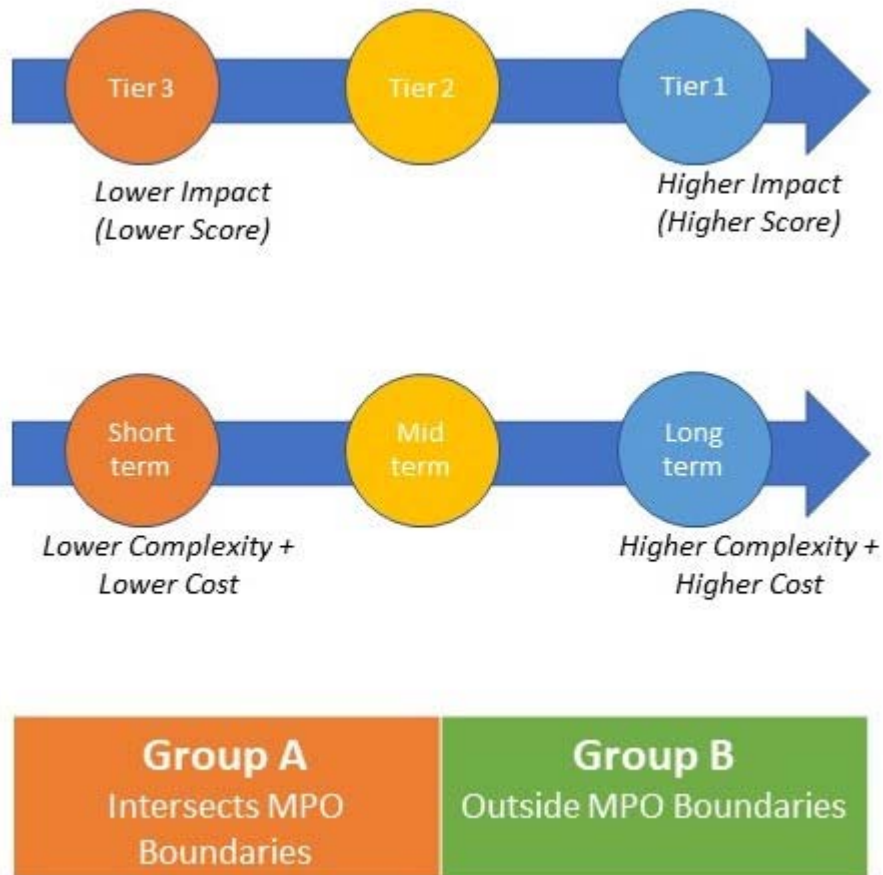 Tier 3
Tier 2
Tier 1
Lower Impact
(Lower Score)
Higher Impact
(Higher Score)
Short
term
Mid
term
Long
term
Lower Complexity +
Lower Cost
Higher Complexity +
Higher Cost
Group A
Intersects MPO
Boundaries
Group B
Outside MPO Boundaries